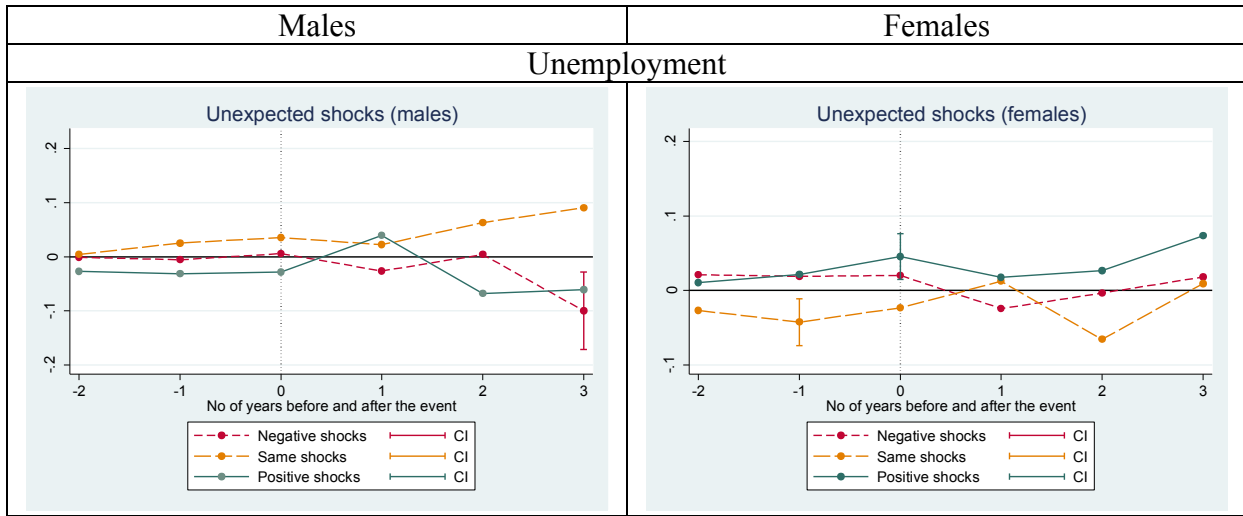 Males Females
Unemployment
Unexpected shocks (males)
.2
.1
0
-.1
-.2
-2 -1 0 1 2 3
No of years before and after the event
Negative shocks CI
Same shocks CI
Positive shocks CI
Unexpected shocks (females)
.2
.1
0
-.1
-2 -1 0 1 2 3
No of years before and after the event
Negative shocks CI
Same shocks CI
Positive shocks CI